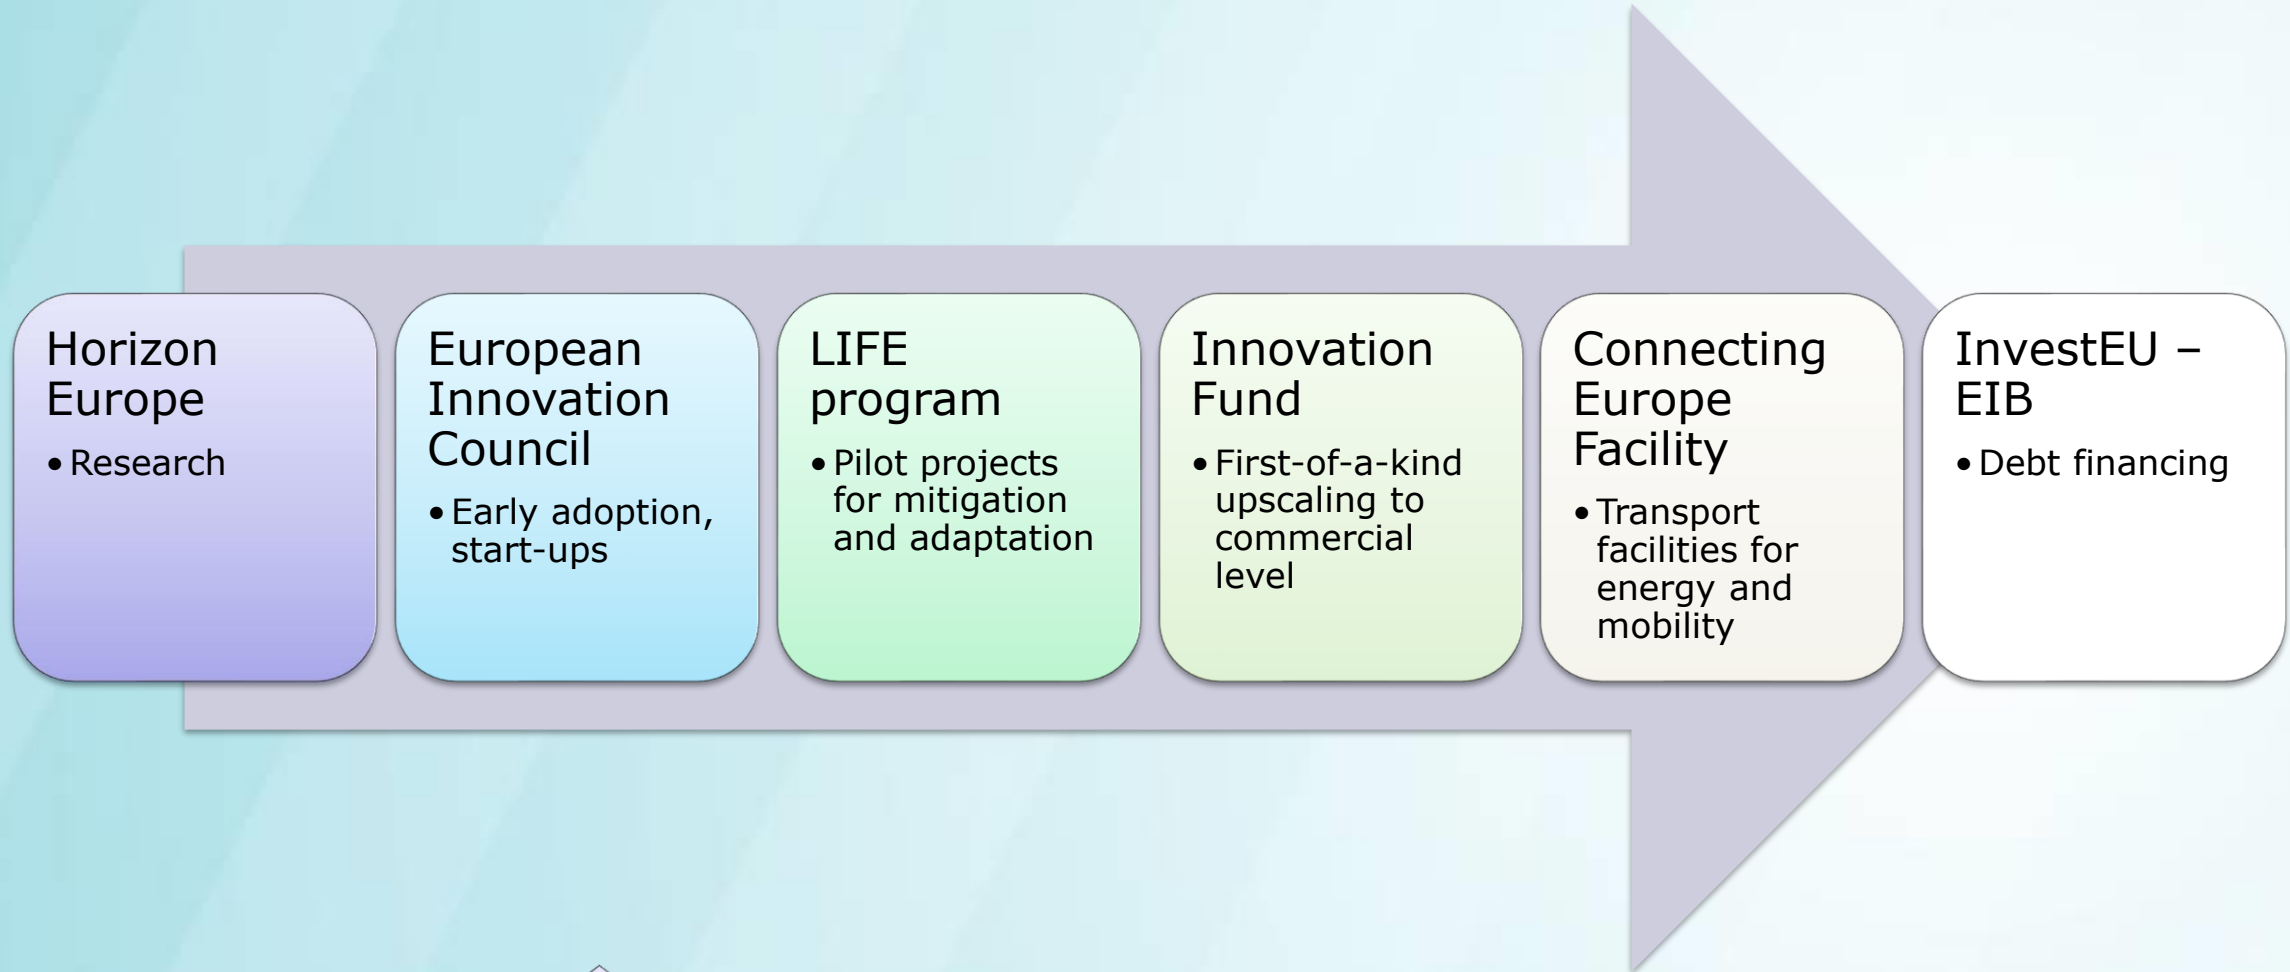 Horizon
Europe
•Research
European
Innovation
Council
•Early adoption,
start-ups
LIFE
program
•Pilot projects
for mitigation
and adaptation
Innovation
Fund
•First-of-a-kind
upscaling to
commercial
level
Connecting
Europe
Facility
•Transport
facilities for
energy and
mobility
InvestEU –
EIB
•Debt financing